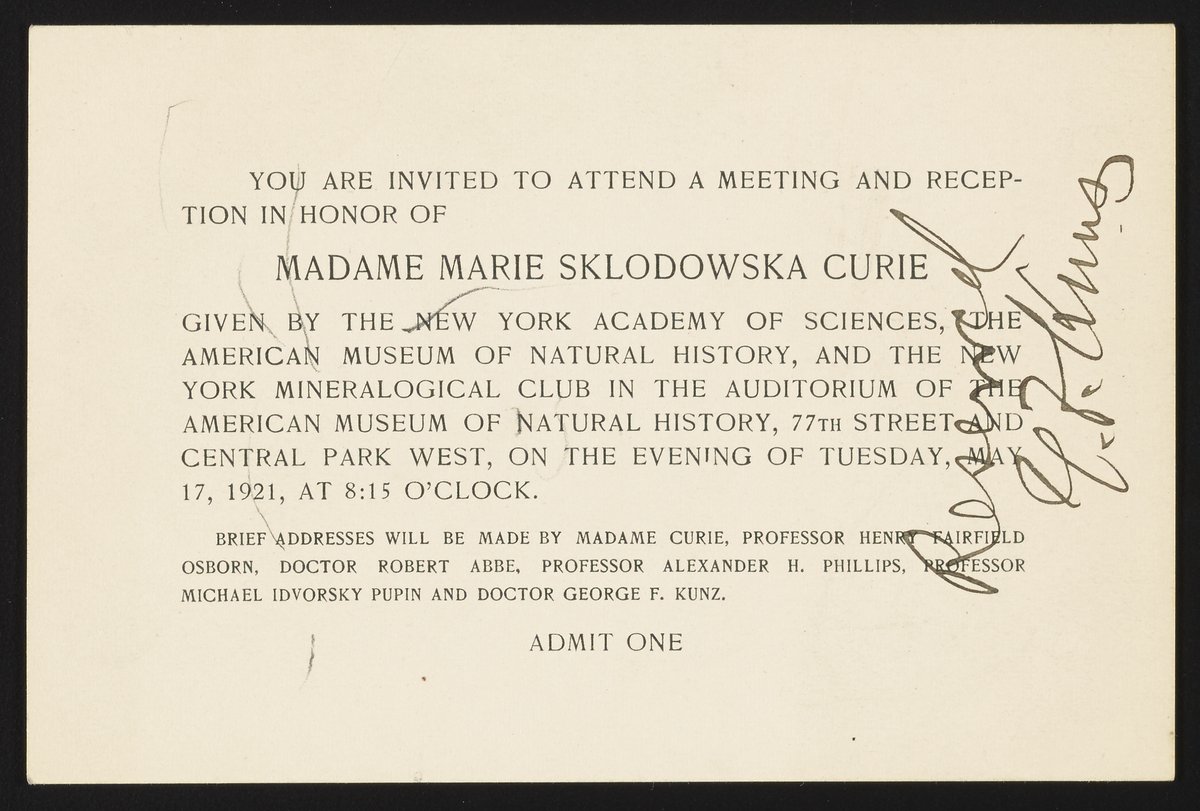 YOU ARE INVITED TO ATTEND A MEETING AND RECEP-
TION IN HONOR OF
MADAME MARIE SKLODOWSKA CURIE
GIVEN BY THE NEW YORK ACADEMY OF SCIENCES, THE
AMERICAN MUSEUM OF NATURAL HISTORY, AND THE NEW
YORK MINERALOGICAL CLUB IN THE AUDITORIUM OF THE
AMERICAN MUSEUM OF NATURAL HISTORY, 77TH STREET AND
CENTRAL PARK WEST, ON THE EVENING OF TUESDAY, MAY
17, 1921, AT 8:15 O'CLOCK.
BRIEF ADDRESSES WILL BE MADE BY MADAME CURIE, PROFESSOR HENRY FAIRFIELD
OSBORN, DOCTOR ROBERT ABBE, PROFESSOR ALEXANDER H. PHILLIPS, PROFESSOR
MICHAEL IDVORSKY PUPIN AND DOCTOR GEORGE F. KUNZ.
ADMIT ONE
Reserved
G. F. Kunz